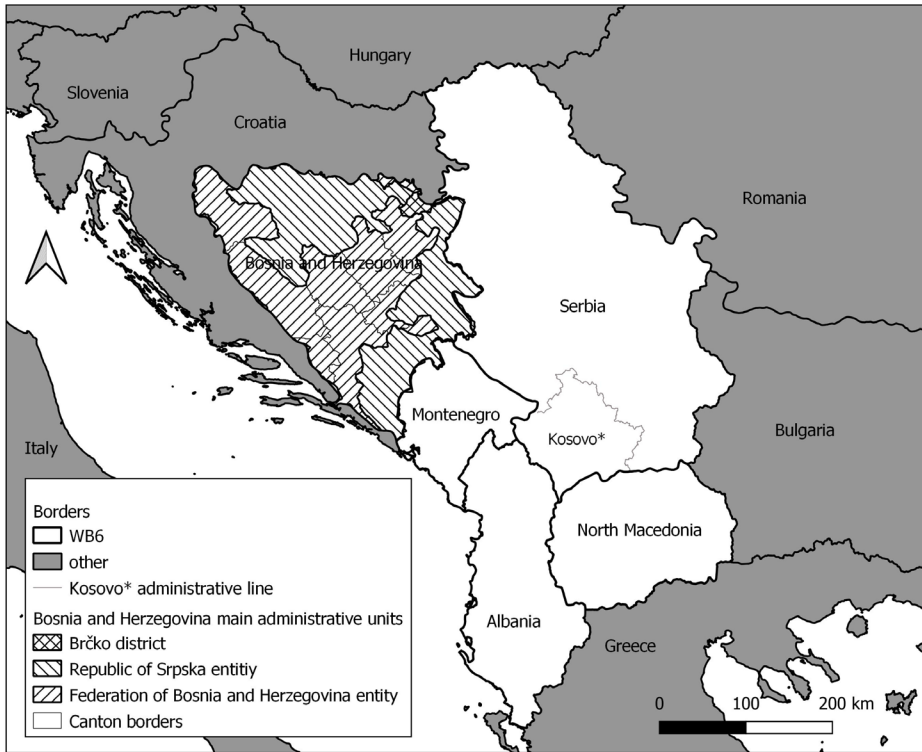 Hungary
Slovenia
Croatia
Romania
Bosnia and Herzegovina
Serbia
Montenegro
Kosovo*
Bulgaria
Italy
North Macedonia
Albania
Greece
Borders
WB6
other
Kosovo* administrative line
Bosnia and Herzegovina main administrative units
Brčko district
Republic of Srpska entitiy
Federation of Bosnia and Herzegovina entity
Canton borders
0 100 200 km